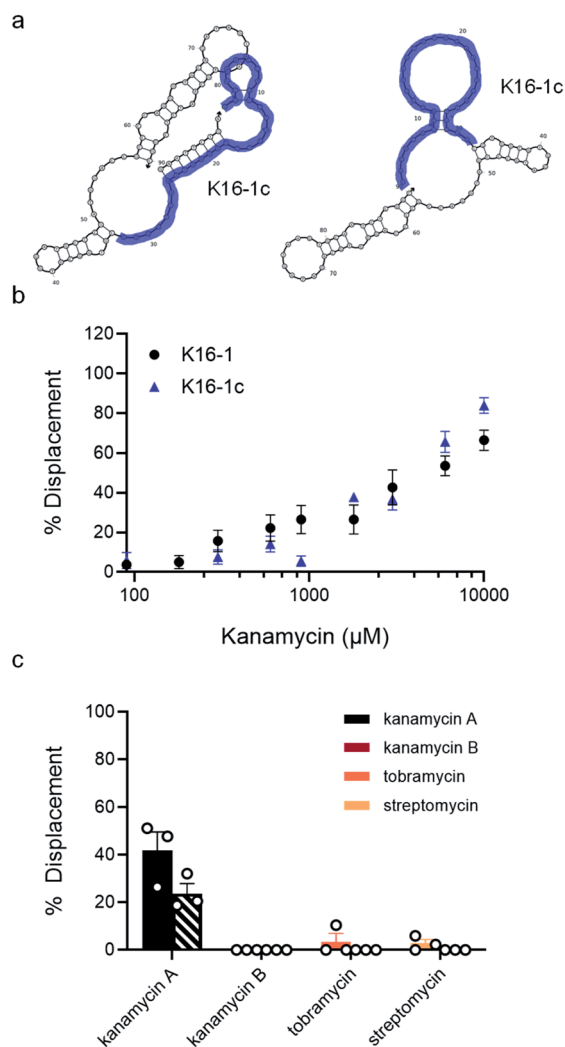 a
70
80
10
60
90
20
K16-1c
50
30
40
20
K16-1c
10
40
50
90
80
60
70
b
120
100
80
60
40
20
0
% Displacement
K16-1
K16-1c
100
1000
10000
Kanamycin (µM)
c
100
80
60
40
20
0
% Displacement
kanamycin A
kanamycin B
tobramycin
streptomycin
kanamycin A
kanamycin B
tobramycin
streptomycin